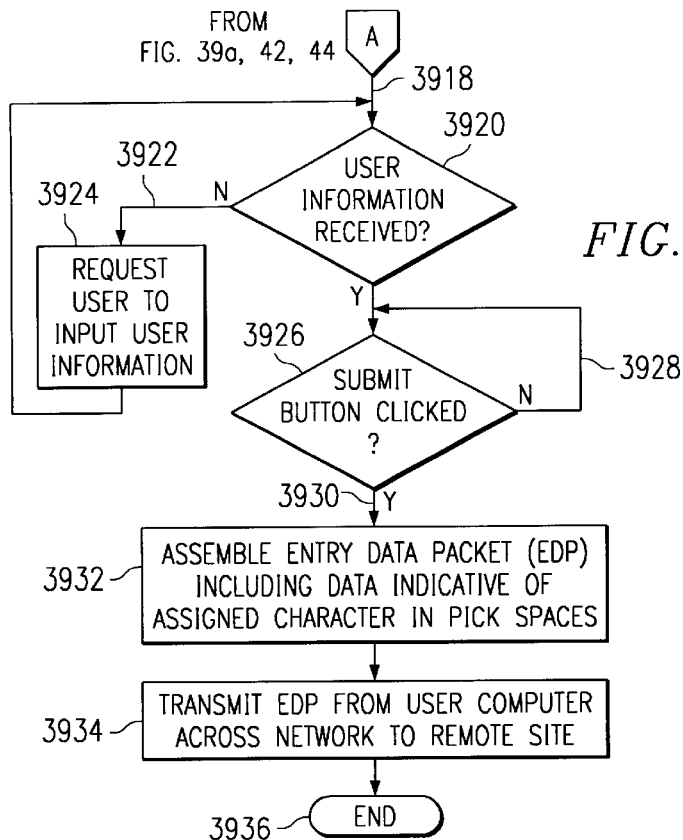 FROM
FIG. 39a, 42, 44
A
3918
3920
USER
INFORMATION
RECEIVED?
3922
N
3924
REQUEST
USER TO
INPUT USER
INFORMATION
FIG.
Y
3926
SUBMIT
BUTTON CLICKED
?
N
3928
3930
Y
3932
ASSEMBLE ENTRY DATA PACKET (EDP)
INCLUDING DATA INDICATIVE OF
ASSIGNED CHARACTER IN PICK SPACES
3934
TRANSMIT EDP FROM USER COMPUTER
ACROSS NETWORK TO REMOTE SITE
3936
END